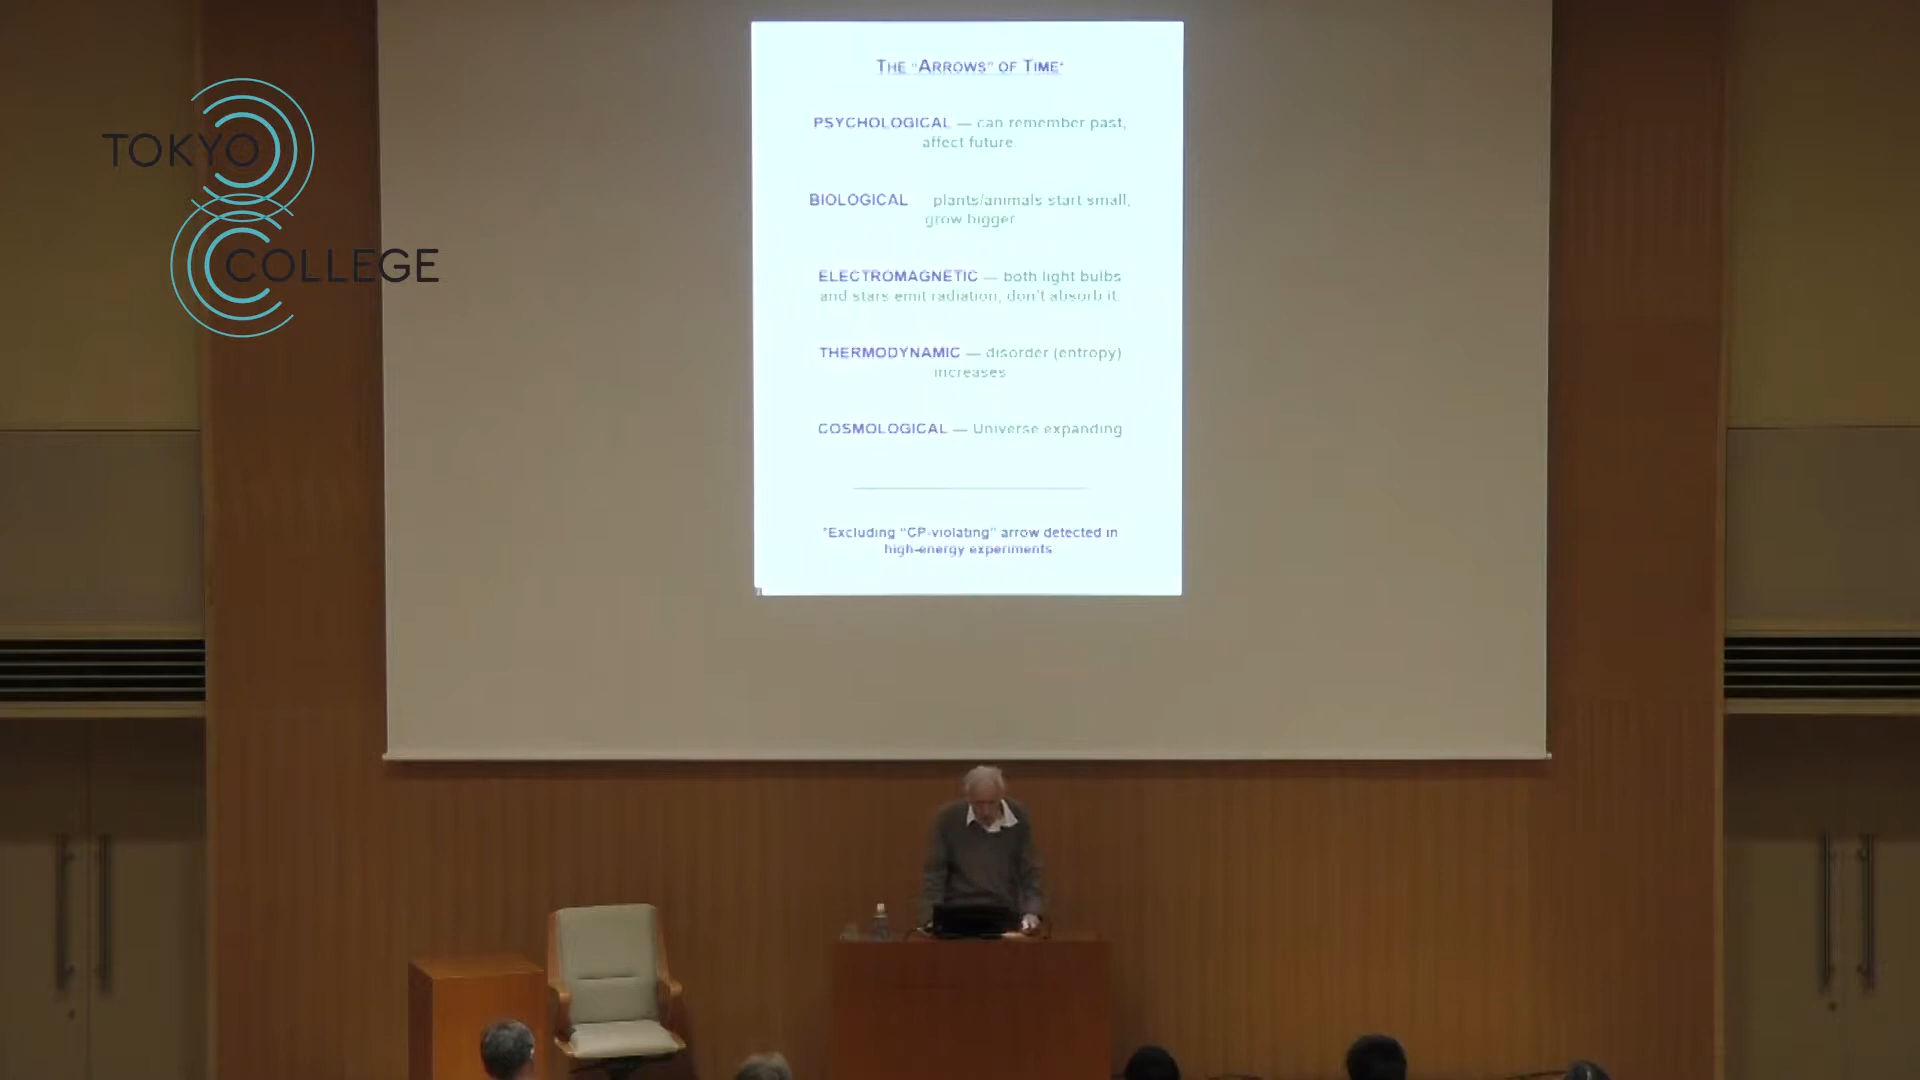 TOKYO
COLLEGE
THE "ARROWS" OF TIME*
PSYCHOLOGICAL — can remember past,
affect future.
BIOLOGICAL plants/animals start small,
grow bigger
ELECTROMAGNETIC — both light bulbs
and stars emit radiation, don't absorb it.
THERMODYNAMIC — disorder (entropy)
increases
COSMOLOGICAL — Universe expanding
*Excluding "CP-violating" arrow detected in
high-energy experiments